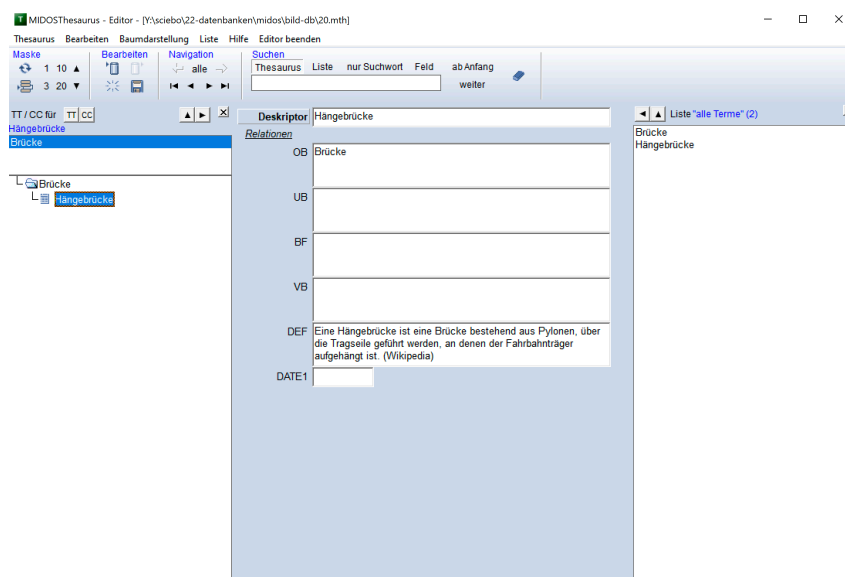 MIDOSThesaurus - Editor - [Y:\sciebo\22-datenbanken\midos\bild-db\20.mth]
Thesaurus Bearbeiten Baumdarstellung Liste Hilfe Editor beenden
Maske Bearbeiten Navigation Suchen
1 10 ▲ alle Thesaurus Liste nur Suchwort Feld ab Anfang
3 20 ▼ weiter
TT / CC für TT CC
Hängebrücke
Brücke
Brücke
Hängebrücke
Deskriptor Hängebrücke
Relationen
OB Brücke
UB
BF
VB
DEF Eine Hängebrücke ist eine Brücke bestehend aus Pylonen, über
die Tragseile geführt werden, an denen der Fahrbahnträger
aufgehängt ist. (Wikipedia)
DATE1
Liste "alle Terme" (2)
Brücke
Hängebrücke